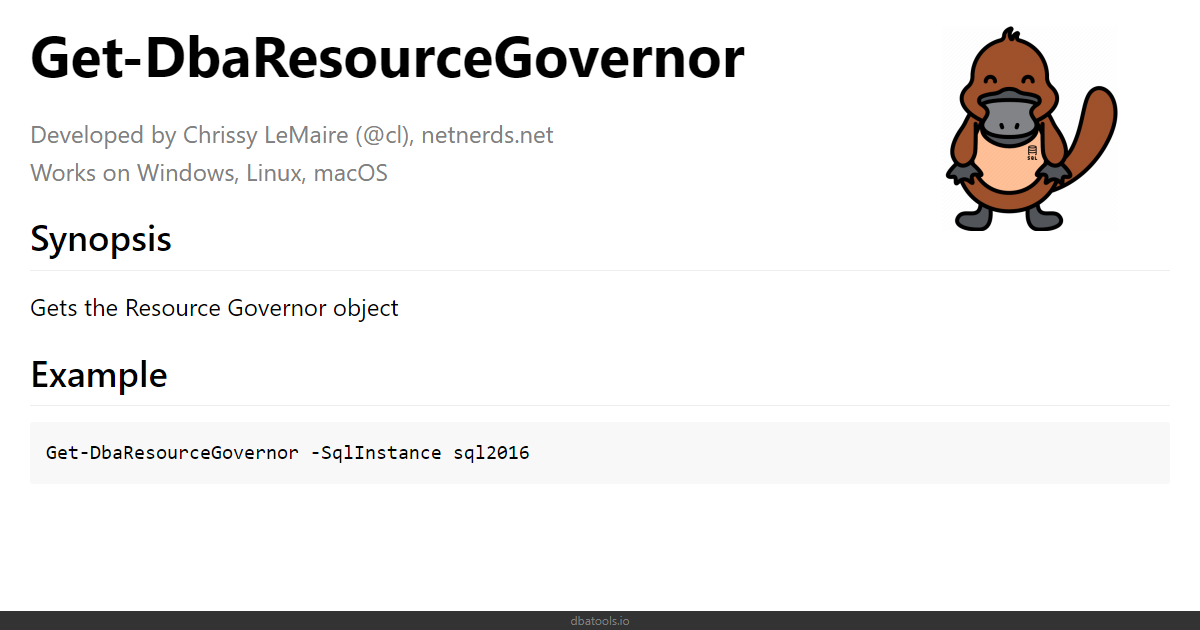 Get-DbaResourceGovernor
Developed by Chrissy LeMaire (@cl), netnerds.net
Works on Windows, Linux, macOS
SQL
Synopsis
Gets the Resource Governor object
Example
Get-DbaResourceGovernor -SqlInstance sql2016
dbatools.io